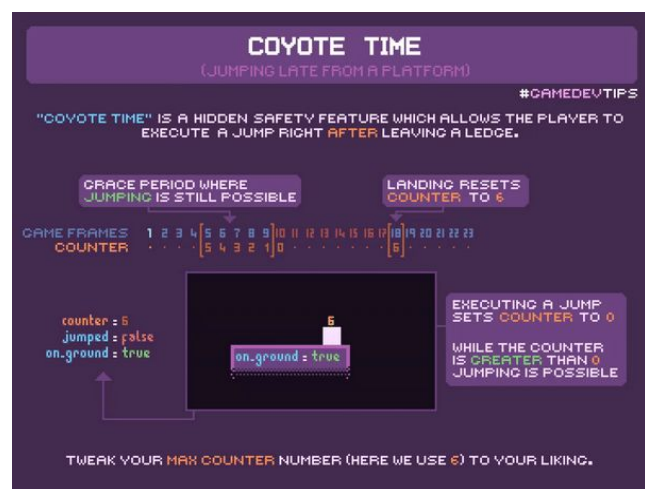 COYOTE TIME
(JUMPING LATE FROM A PLATFORM)
#GAMEDEVTIPS
"COYOTE TIME" IS A HIDDEN SAFETY FEATURE WHICH ALLOWS THE PLAYER TO
EXECUTE A JUMP RIGHT AFTER LEAVING A LEDGE.
GRACE PERIOD WHERE
JUMPING IS STILL POSSIBLE
LANDING RESETS
COUNTER TO 6
GAME FRAMES 1 2 3 4 5 6 7 8 9 10 11 12 13 14 15 16 17 18 19 20 21 22 23
COUNTER · · · · 5 4 3 2 1 0 · · · · · · · 6 · · · · ·
counter : 6
jumped : false
on_ground : true
6
on_ground : true
EXECUTING A JUMP
SETS COUNTER TO 0
WHILE THE COUNTER
IS GREATER THAN 0
JUMPING IS POSSIBLE
TWEAK YOUR MAX COUNTER NUMBER (HERE WE USE 6) TO YOUR LIKING.